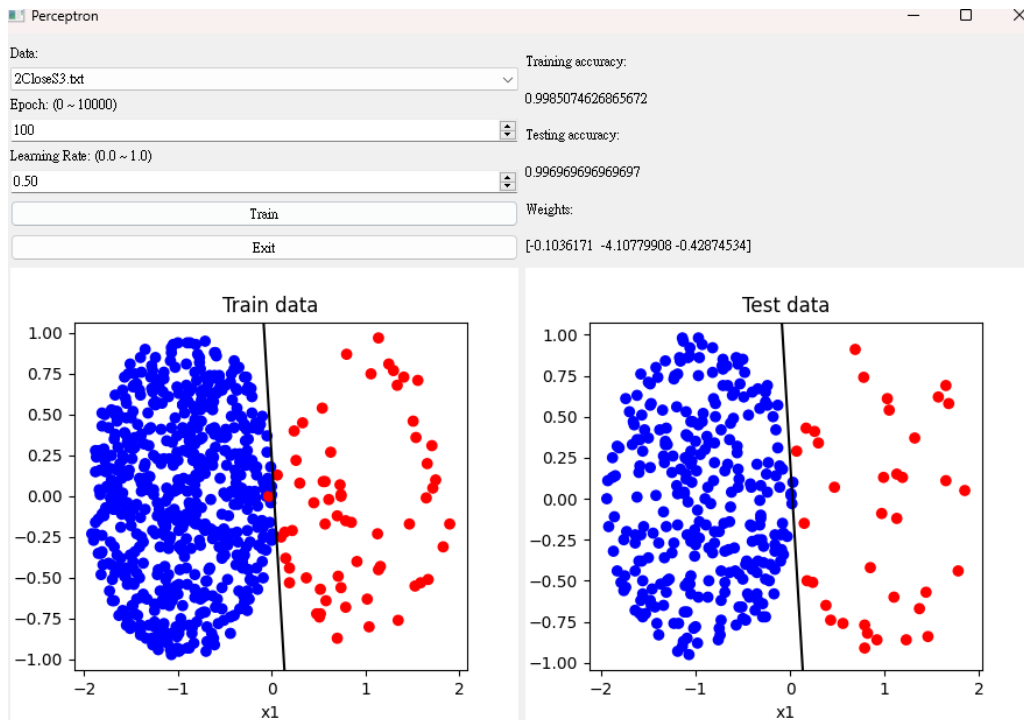 Perceptron
Data:
2CloseS3.txt
Epoch: (0 ~ 10000)
100
Learning Rate: (0.0 ~ 1.0)
0.50
Train
Exit
Training accuracy:
0.9985074626865672
Testing accuracy:
0.996969696969697
Weights:
[-0.1036171 -4.10779908 -0.42874534]
Train data
1.00
0.75
0.50
0.25
0.00
−0.25
−0.50
−0.75
−1.00
−2 −1 0 1 2
x1
Test data
1.00
0.75
0.50
0.25
0.00
−0.25
−0.50
−0.75
−1.00
−2 −1 0 1 2
x1